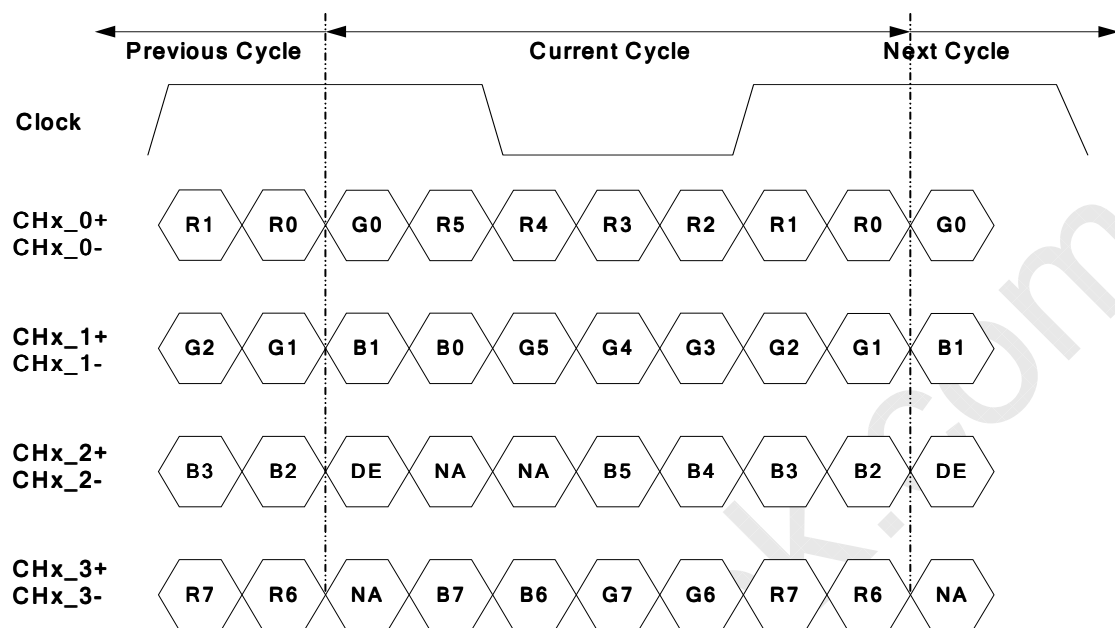 Previous Cycle Current Cycle Next Cycle
Clock
CHx_0+
CHx_0-
R1 R0 G0 R5 R4 R3 R2 R1 R0 G0
CHx_1+
CHx_1-
G2 G1 B1 B0 G5 G4 G3 G2 G1 B1
CHx_2+
CHx_2-
B3 B2 DE NA NA B5 B4 B3 B2 DE
CHx_3+
CHx_3-
R7 R6 NA B7 B6 G7 G6 R7 R6 NA
k.com